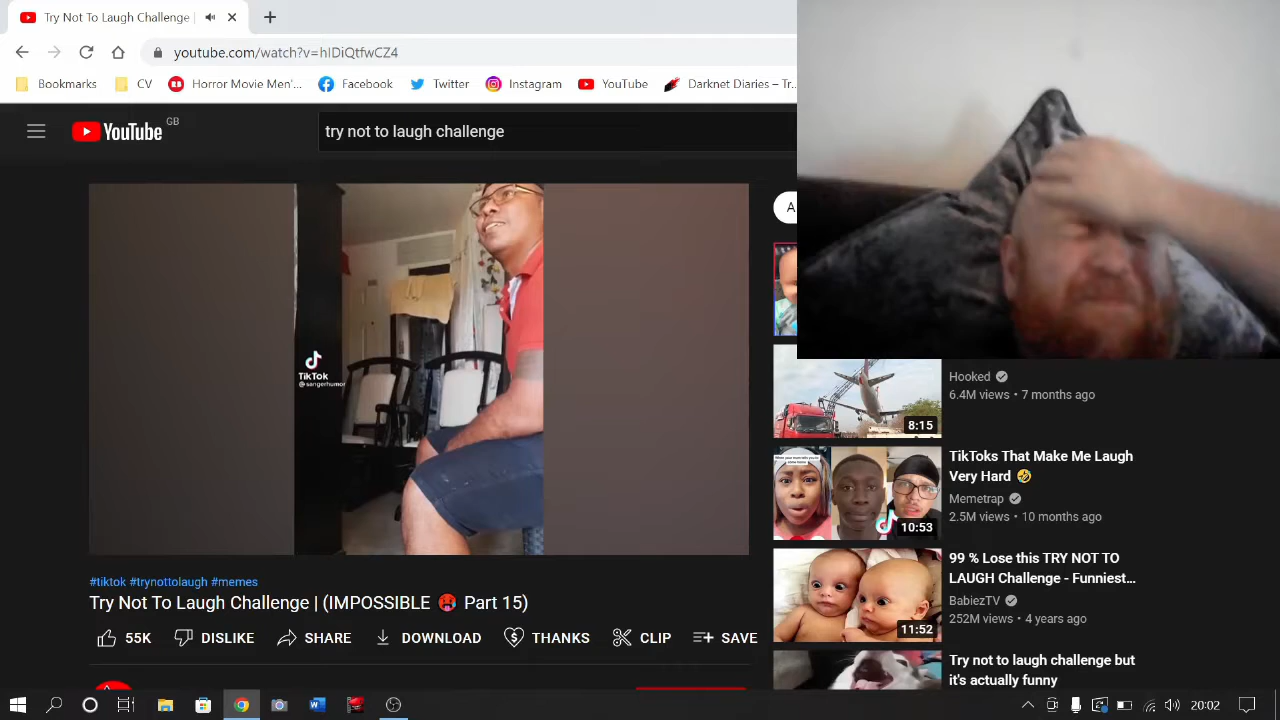 Try Not To Laugh Challenge |
youtube.com/watch?v=hIDiQtfwCZ4
Bookmarks
CV
Horror Movie Men'...
Facebook
Twitter
Instagram
YouTube
Darknet Diaries – Tr...
YouTube GB
try not to laugh challenge
A
TikTok
@sangerhumor
Hooked
6.4M views • 7 months ago
8:15
TikToks That Make Me Laugh
Very Hard 🤣
Memetrap
2.5M views • 10 months ago
10:53
99 % Lose this TRY NOT TO
LAUGH Challenge - Funniest...
BabiezTV
252M views • 4 years ago
11:52
Try not to laugh challenge but
it's actually funny
#tiktok #trynottolaugh #memes
Try Not To Laugh Challenge | (IMPOSSIBLE 🥵 Part 15)
55K
DISLIKE
SHARE
DOWNLOAD
THANKS
CLIP
SAVE
20:02